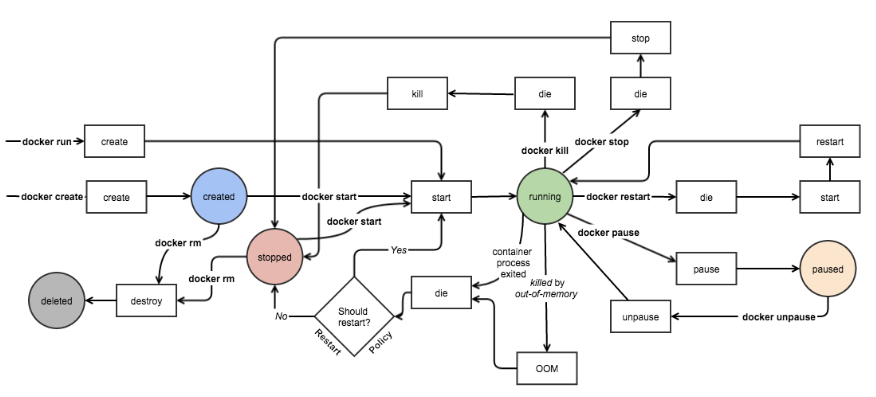 stop
kill
die
die
docker run
create
docker kill
docker stop
restart
docker create
create
created
docker start
start
running
docker restart
die
start
docker start
docker rm
docker pause
stopped
Yes
container
process
exited
pause
paused
docker rm
killed by
out-of-memory
deleted
destroy
die
No
Should
restart?
Restart
Policy
unpause
docker unpause
OOM